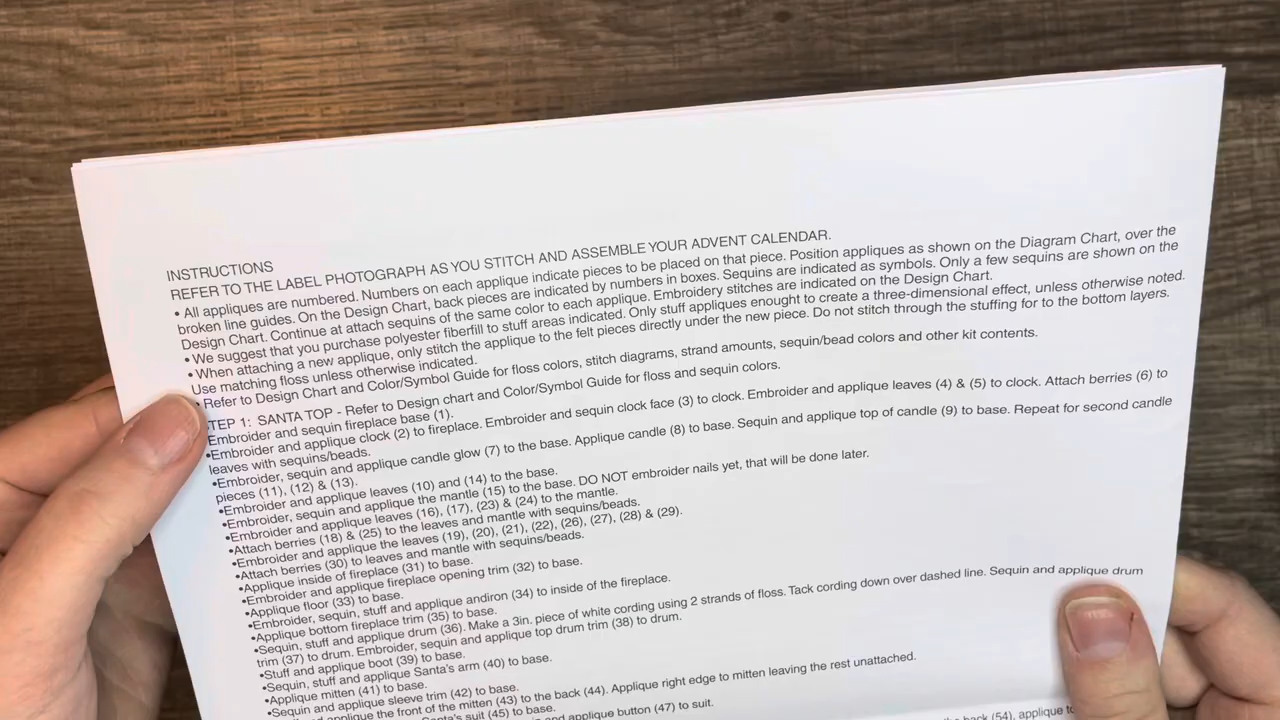 INSTRUCTIONS
REFER TO THE LABEL PHOTOGRAPH AS YOU STITCH AND ASSEMBLE YOUR ADVENT CALENDAR.
• All appliques are numbered. Numbers on each applique indicate pieces to be placed on that piece. Position appliques as shown on the Diagram Chart, over the
broken line guides. On the Design Chart, back pieces are indicated by numbers in boxes. Sequins are indicated as symbols. Only a few sequins are shown on the
Design Chart. Continue at attach sequins of the same color to each applique. Embroidery stitches are indicated on the Design Chart.
• We suggest that you purchase polyester fiberfill to stuff areas indicated. Only stuff appliques enought to create a three-dimensional effect, unless otherwise noted.
• When attaching a new applique, only stitch the applique to the felt pieces directly under the new piece. Do not stitch through the stuffing for to the bottom layers.
Use matching floss unless otherwise indicated.
• Refer to Design Chart and Color/Symbol Guide for floss colors, stitch diagrams, strand amounts, sequin/bead colors and other kit contents.
TEP 1: SANTA TOP - Refer to Design chart and Color/Symbol Guide for floss and sequin colors.
Embroider and sequin fireplace base (1).
•Embroider and applique clock (2) to fireplace. Embroider and sequin clock face (3) to clock. Embroider and applique leaves (4) & (5) to clock. Attach berries (6) to
leaves with sequins/beads.
•Embroider, sequin and applique candle glow (7) to the base. Applique candle (8) to base. Sequin and applique top of candle (9) to base. Repeat for second candle
pieces (11), (12) & (13).
•Embroider and applique leaves (10) and (14) to the base.
•Embroider, sequin and applique the mantle (15) to the base. DO NOT embroider nails yet, that will be done later.
•Embroider and applique leaves (16), (17), (23) & (24) to the mantle.
•Attach berries (18) & (25) to the leaves and mantle with sequins/beads.
•Embroider and applique the leaves (19), (20), (21), (22), (26), (27), (28) & (29).
•Attach berries (30) to leaves and mantle with sequins/beads.
•Applique inside of fireplace (31) to base.
•Embroider and applique fireplace opening trim (32) to base.
•Applique floor (33) to base.
•Embroider, sequin, stuff and applique andiron (34) to inside of the fireplace.
•Applique bottom fireplace trim (35) to base.
•Sequin, stuff and applique drum (36). Make a 3in. piece of white cording using 2 strands of floss. Tack cording down over dashed line. Sequin and applique drum
trim (37) to drum. Embroider, sequin and applique top drum trim (38) to drum.
•Stuff and applique boot (39) to base.
•Sequin, stuff and applique Santa's arm (40) to base.
•Applique mitten (41) to base.
•Sequin and applique sleeve trim (42) to base.
applique the front of the mitten (43) to the back (44). Applique right edge to mitten leaving the rest unattached.
Santa's suit (45) to base.
and applique button (47) to suit.
back (54), applique to